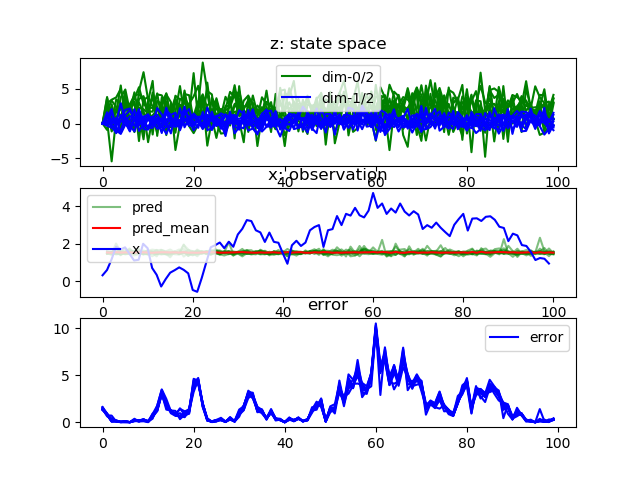 z: state space
dim-0/2
dim-1/2
5
0
−5
0 20 40 60 80 100
x: observation
pred
pred_mean
x
4
2
0
0 20 40 60 80 100
error
error
10
5
0
0 20 40 60 80 100